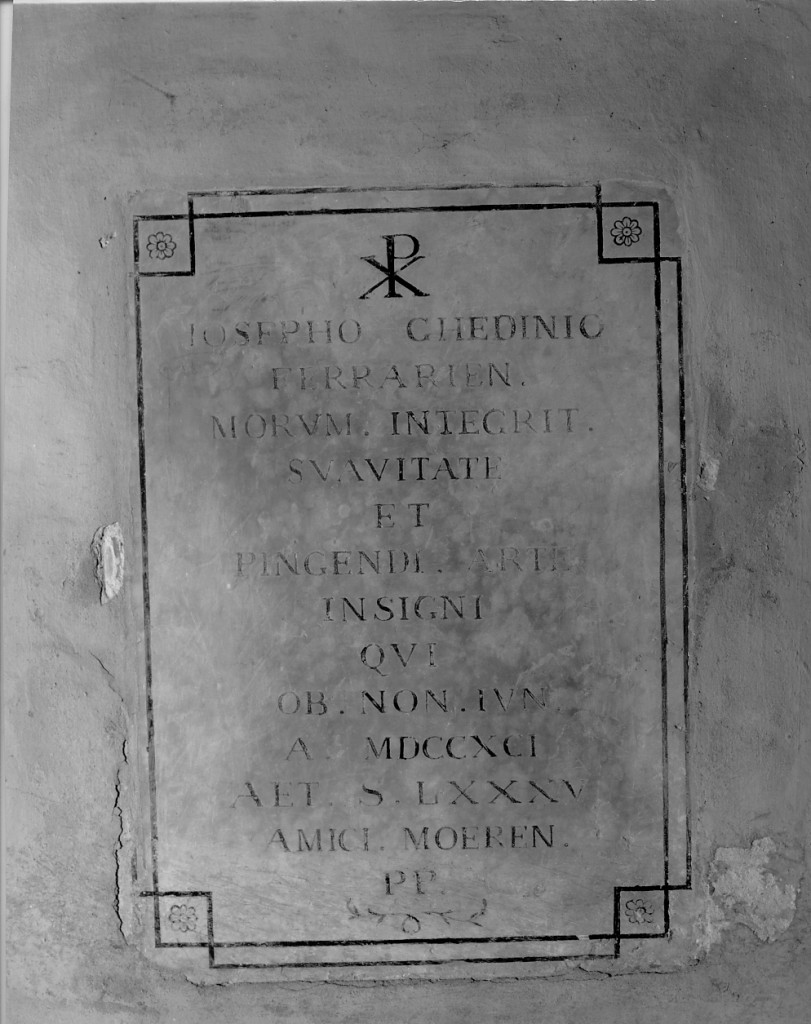 ☧
IOSEPHO GHEDINIO
FERRARIEN.
MORVM. INTEGRIT.
SVAVITATE
ET
PINGENDI. ARTE
INSIGNI
QVI
OB. NON. IVN.
A. MDCCXCI
AET. S. LXXXV
AMICI. MOEREN.
PP.